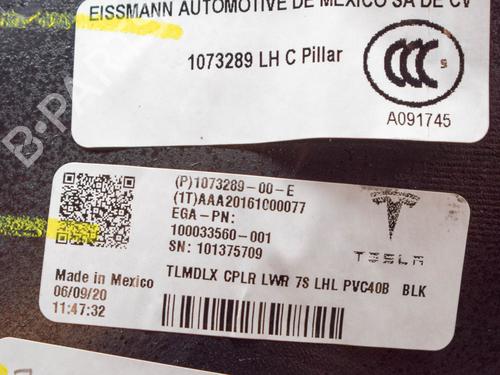 EISSMANN AUTOMOTIVE DE MEXICO SA DE CV
1073289 LH C Pillar
CCC
S
A091745
B-PARTS
(P)1073289-00-E
(1T)AAA20161C00077
EGA-PN:
100033560-001
SN: 101375709
TESLA
Made in Mexico
06/09/20
11:47:32
TLMDLX CPLR LWR 7S LHL PVC40B BLK